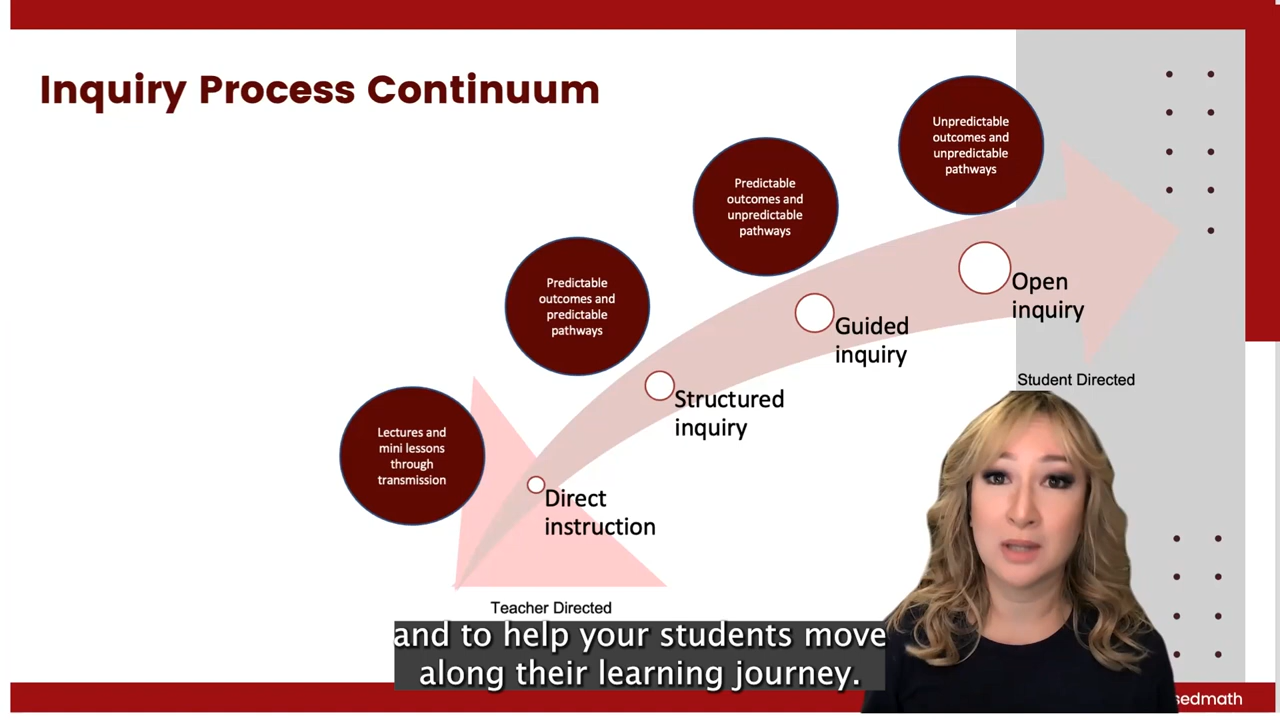 Inquiry Process Continuum
Unpredictable
outcomes and
unpredictable
pathways
Predictable
outcomes and
unpredictable
pathways
Predictable
outcomes and
predictable
pathways
Lectures and
mini lessons
through
transmission
Open
inquiry
Guided
inquiry
Structured
inquiry
Direct
instruction
Student Directed
Teacher Directed
and to help your students move
along their learning journey.
sedmath